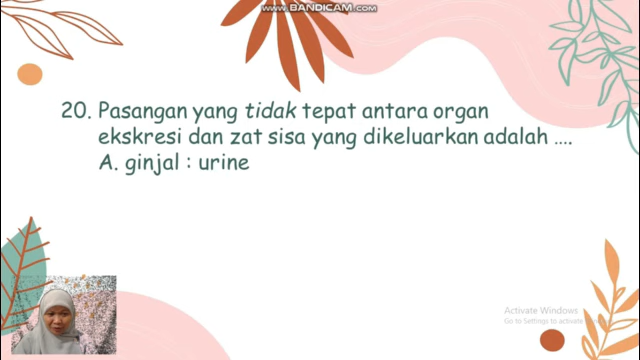 www.BANDICAM.com
20. Pasangan yang tidak tepat antara organ
ekskresi dan zat sisa yang dikeluarkan adalah ....
A. ginjal : urine
Activate Windows
Go to Settings to activate